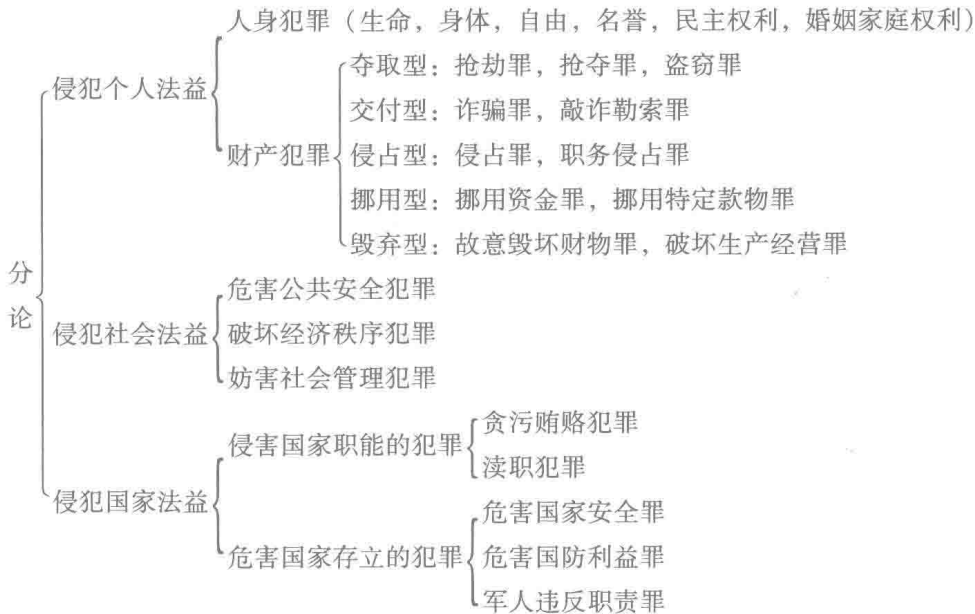 分论
侵犯个人法益
人身犯罪（生命，身体，自由，名誉，民主权利，婚姻家庭权利）
财产犯罪
夺取型：抢劫罪，抢夺罪，盗窃罪
交付型：诈骗罪，敲诈勒索罪
侵占型：侵占罪，职务侵占罪
挪用型：挪用资金罪，挪用特定款物罪
毁弃型：故意毁坏财物罪，破坏生产经营罪
侵犯社会法益
危害公共安全犯罪
破坏经济秩序犯罪
妨害社会管理犯罪
侵犯国家法益
侵害国家职能的犯罪
贪污贿赂犯罪
渎职犯罪
危害国家存立的犯罪
危害国家安全罪
危害国防利益罪
军人违反职责罪